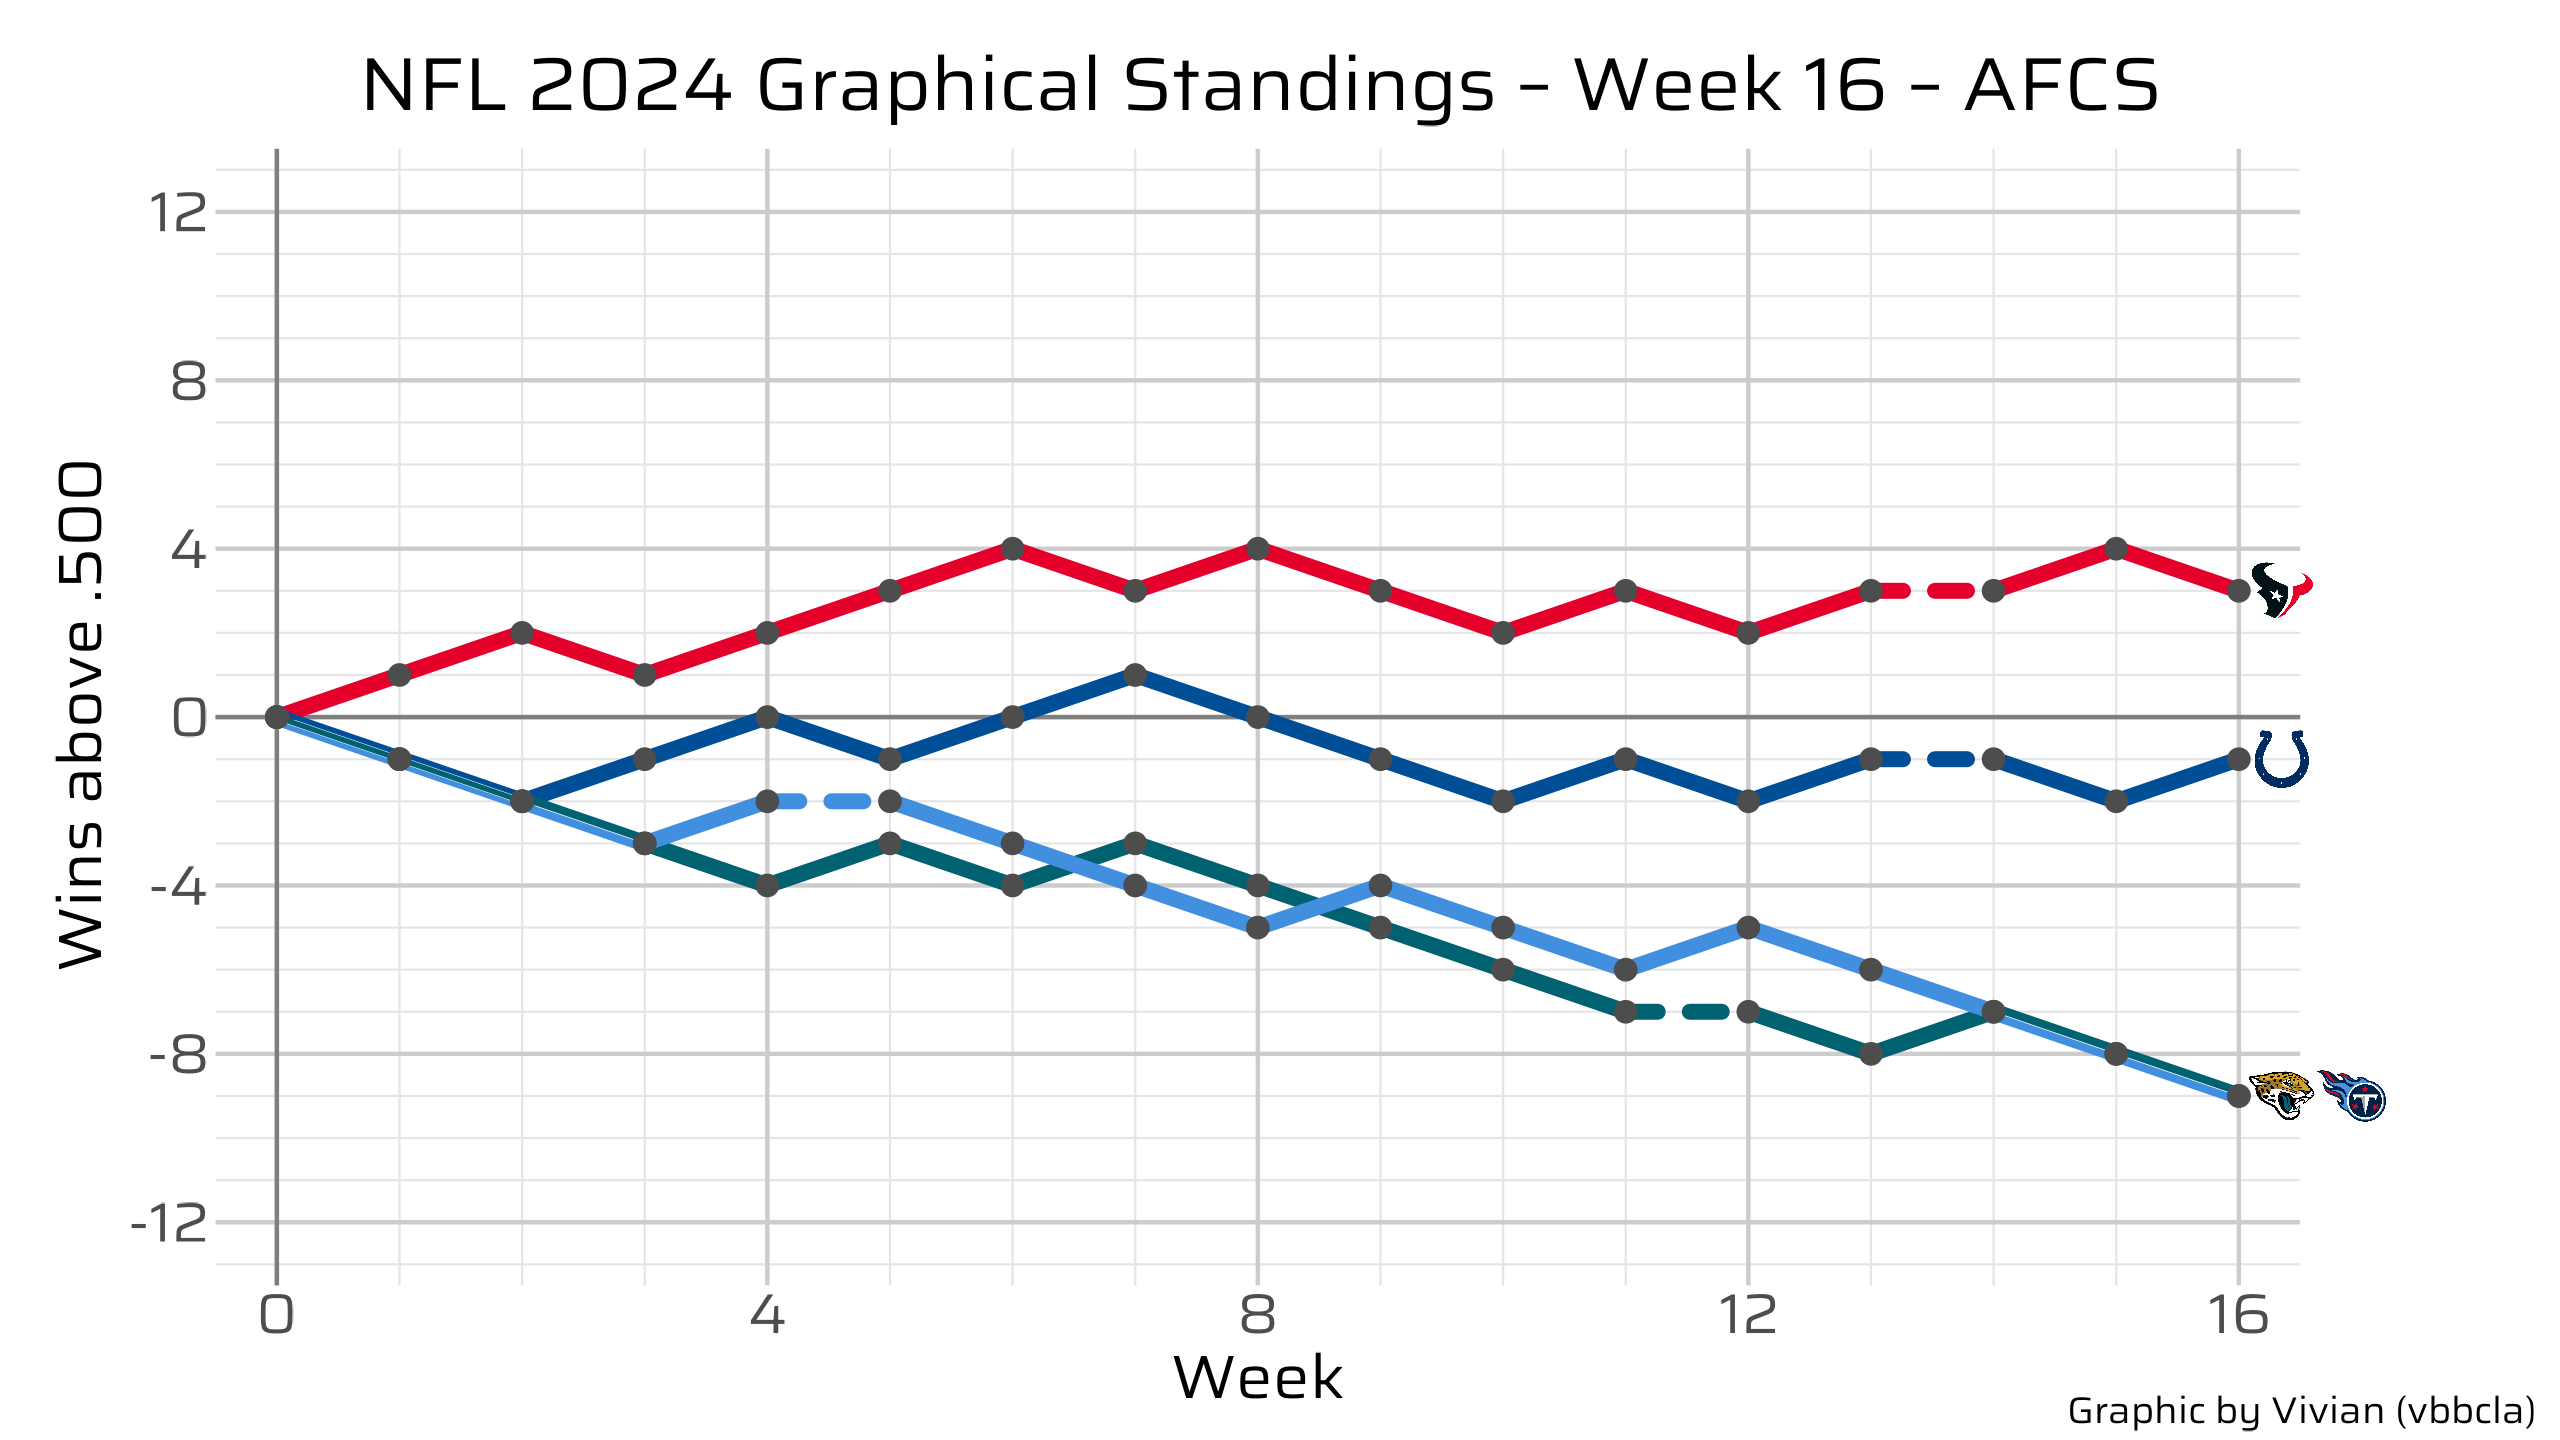 NFL 2024 Graphical Standings - Week 16 - AFCS
Wins above .500
12
8
4
0
-4
-8
-12
0 4 8 12 16
Week
Graphic by Vivian (vbbcla)
T